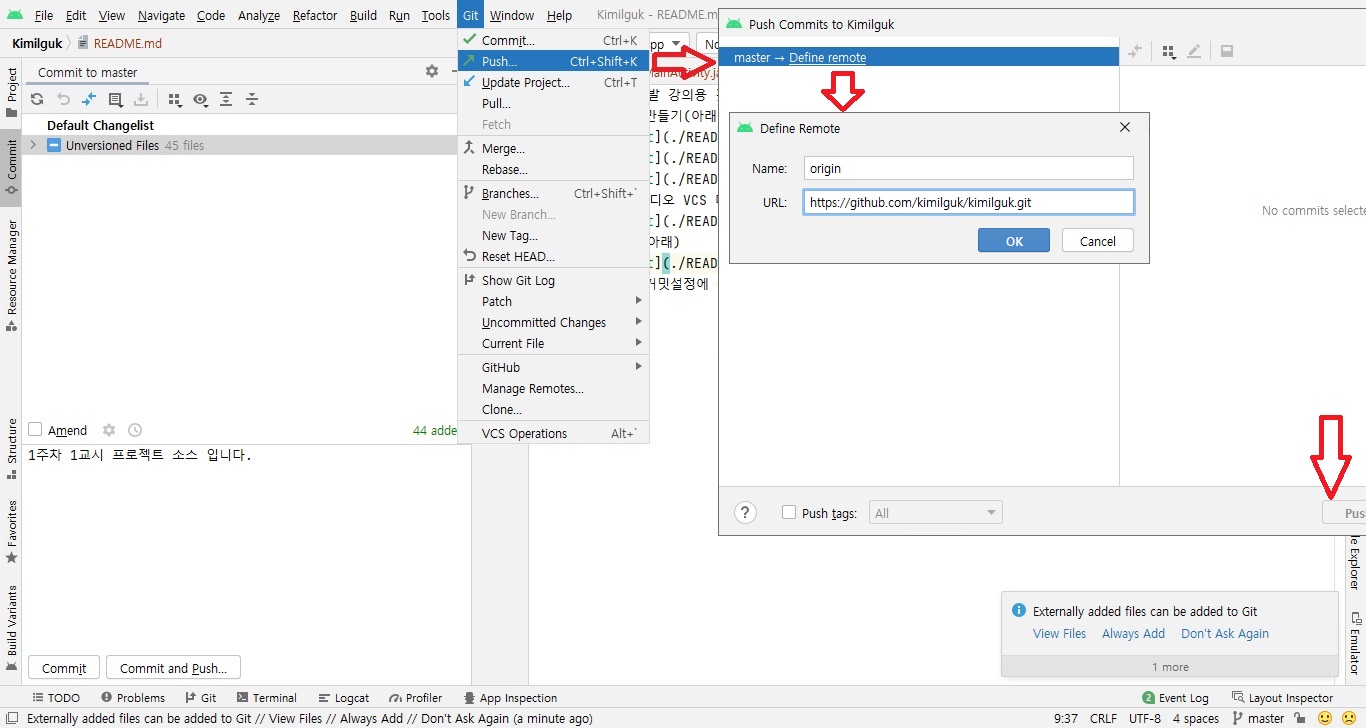 File Edit View Navigate Code Analyze Refactor Build Run Tools Git Window Help Kimilguk - README.m
Kimilguk README.md
Project
Commit
Resource Manager
Structure
Favorites
Build Variants
Commit to master
Default Changelist
Unversioned Files 45 files
Amend
44 adde
1주차 1교시 프로젝트 소스 입니다.
Commit Commit and Push...
Commit... Ctrl+K
Push... Ctrl+Shift+K
Update Project... Ctrl+T
Pull...
Fetch
Merge...
Rebase...
Branches... Ctrl+Shift+`
New Branch...
New Tag...
Reset HEAD...
Show Git Log
Patch
Uncommitted Changes
Current File
GitHub
Manage Remotes...
Clone...
VCS Operations Alt+`
pp No
ainActivity.ja
발 강의용
만들기(아래
t](./READ
t](./READ
t](./READ
디오 VCS
t](./READ
아래)
t](./READ
커밋설정에
Push Commits to Kimilguk
master → Define remote
Define Remote
Name: origin
URL: https://github.com/kimilguk/kimilguk.git
OK Cancel
No commits selecte
? Push tags: All Pus
e Explorer
Emulator
Externally added files can be added to Git
View Files Always Add Don't Ask Again
1 more
TODO Problems Git Terminal Logcat Profiler App Inspection 2 Event Log Layout Inspector
Externally added files can be added to Git // View Files // Always Add // Don't Ask Again (a minute ago) 9:37 CRLF UTF-8 4 spaces master